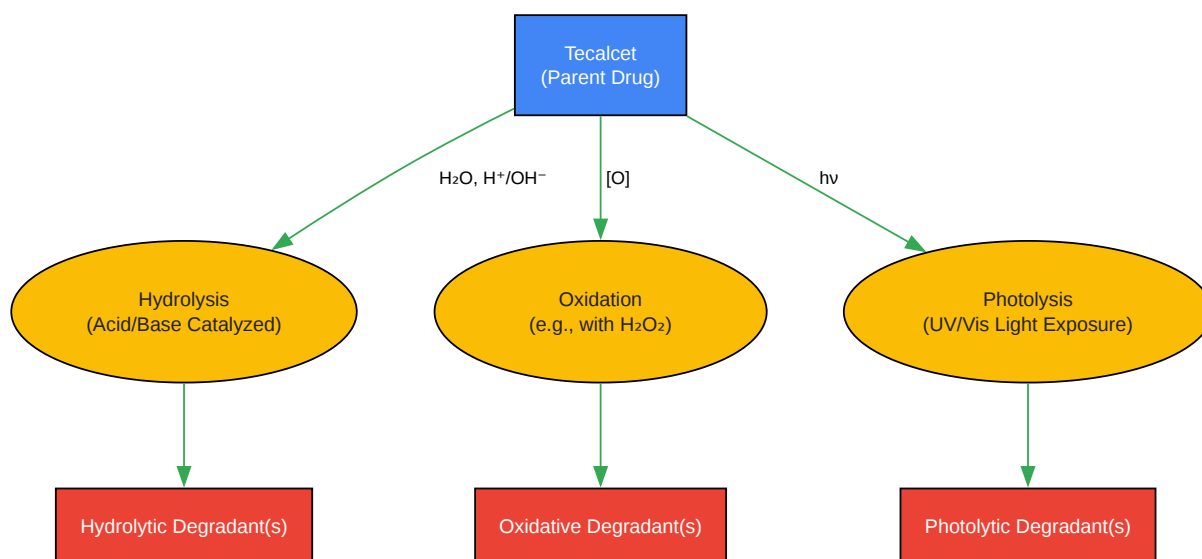 Tecalcet
(Parent Drug)
H₂O, H⁺/OH⁻
[O]
hν
Hydrolysis
(Acid/Base Catalyzed)
Oxidation
(e.g., with H₂O₂)
Photolysis
(UV/Vis Light Exposure)
Hydrolytic Degradant(s)
Oxidative Degradant(s)
Photolytic Degradant(s)